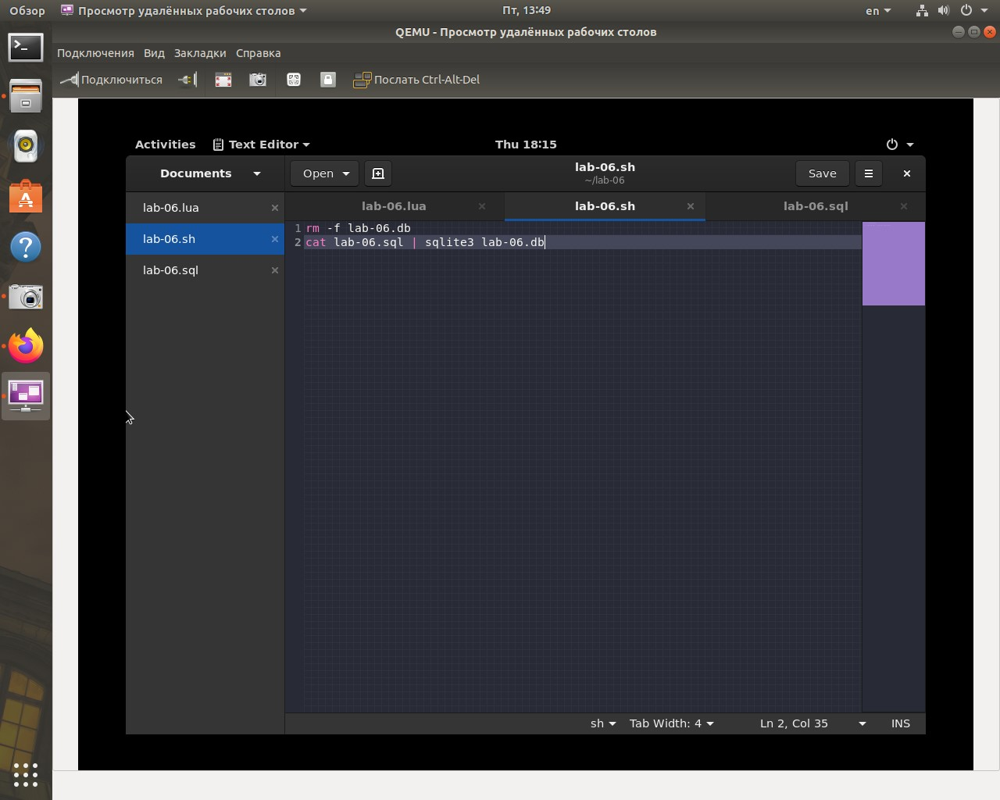 Обзор Просмотр удалённых рабочих столов Пт, 13:49 en
QEMU - Просмотр удалённых рабочих столов
Подключения Вид Закладки Справка
Подключиться Послать Ctrl-Alt-Del
Activities Text Editor Thu 18:15
Documents Open lab-06.sh Save
~/lab-06
lab-06.lua lab-06.lua lab-06.sh lab-06.sql
lab-06.sh
lab-06.sql
1 rm -f lab-06.db
2 cat lab-06.sql | sqlite3 lab-06.db
sh Tab Width: 4 Ln 2, Col 35 INS